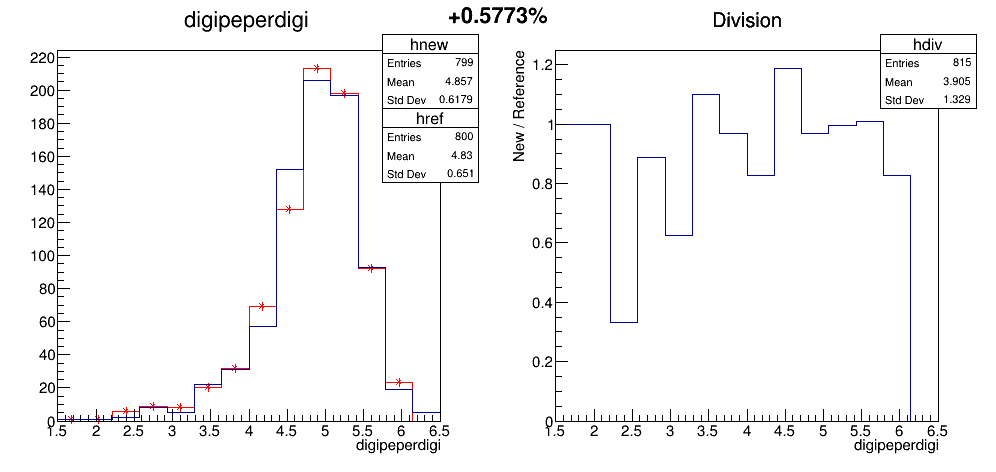 digipeperdigi
+0.5773%
Division
hnew
Entries 799
Mean 4.857
Std Dev 0.6179
href
Entries 800
Mean 4.83
Std Dev 0.651
220
200
180
160
140
120
100
80
60
40
20
0
1.5 2 2.5 3 3.5 4 4.5 5 5.5 6 6.5
digipeperdigi
hdiv
Entries 815
Mean 3.905
Std Dev 1.329
New / Reference
1.2
1
0.8
0.6
0.4
0.2
0
1.5 2 2.5 3 3.5 4 4.5 5 5.5 6 6.5
digipeperdigi